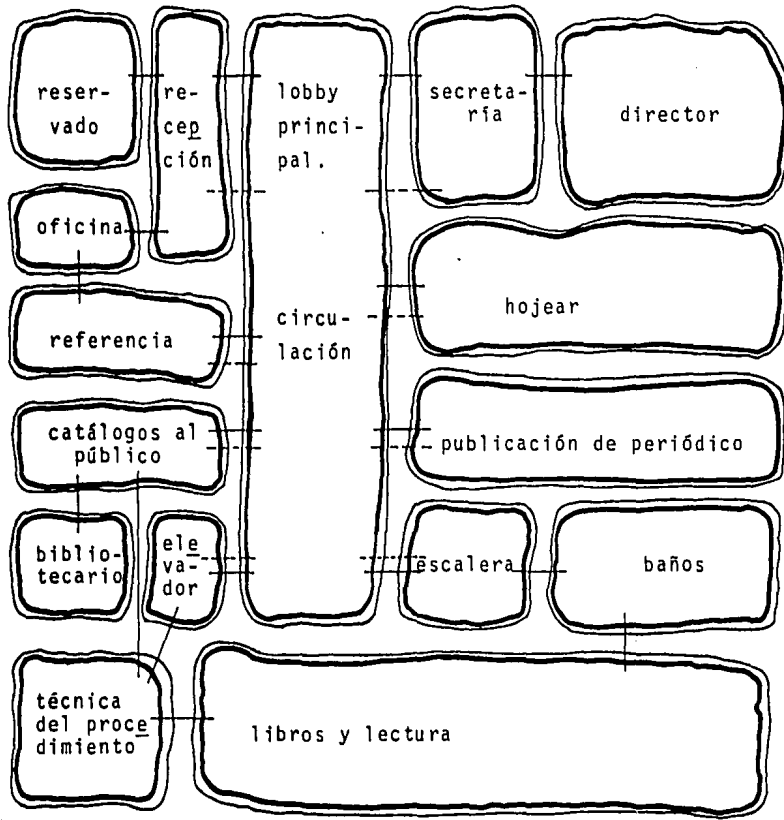 reser-
vado
re-
cep
ción
lobby
princi-
pal.
circu-
lación
secreta-
ría
director
oficina
hojear
referencia
catálogos al
público
publicación de periódico
biblio-
tecario
ele
va-
dor
escalera
baños
técnica
del proce
dimiento
libros y lectura